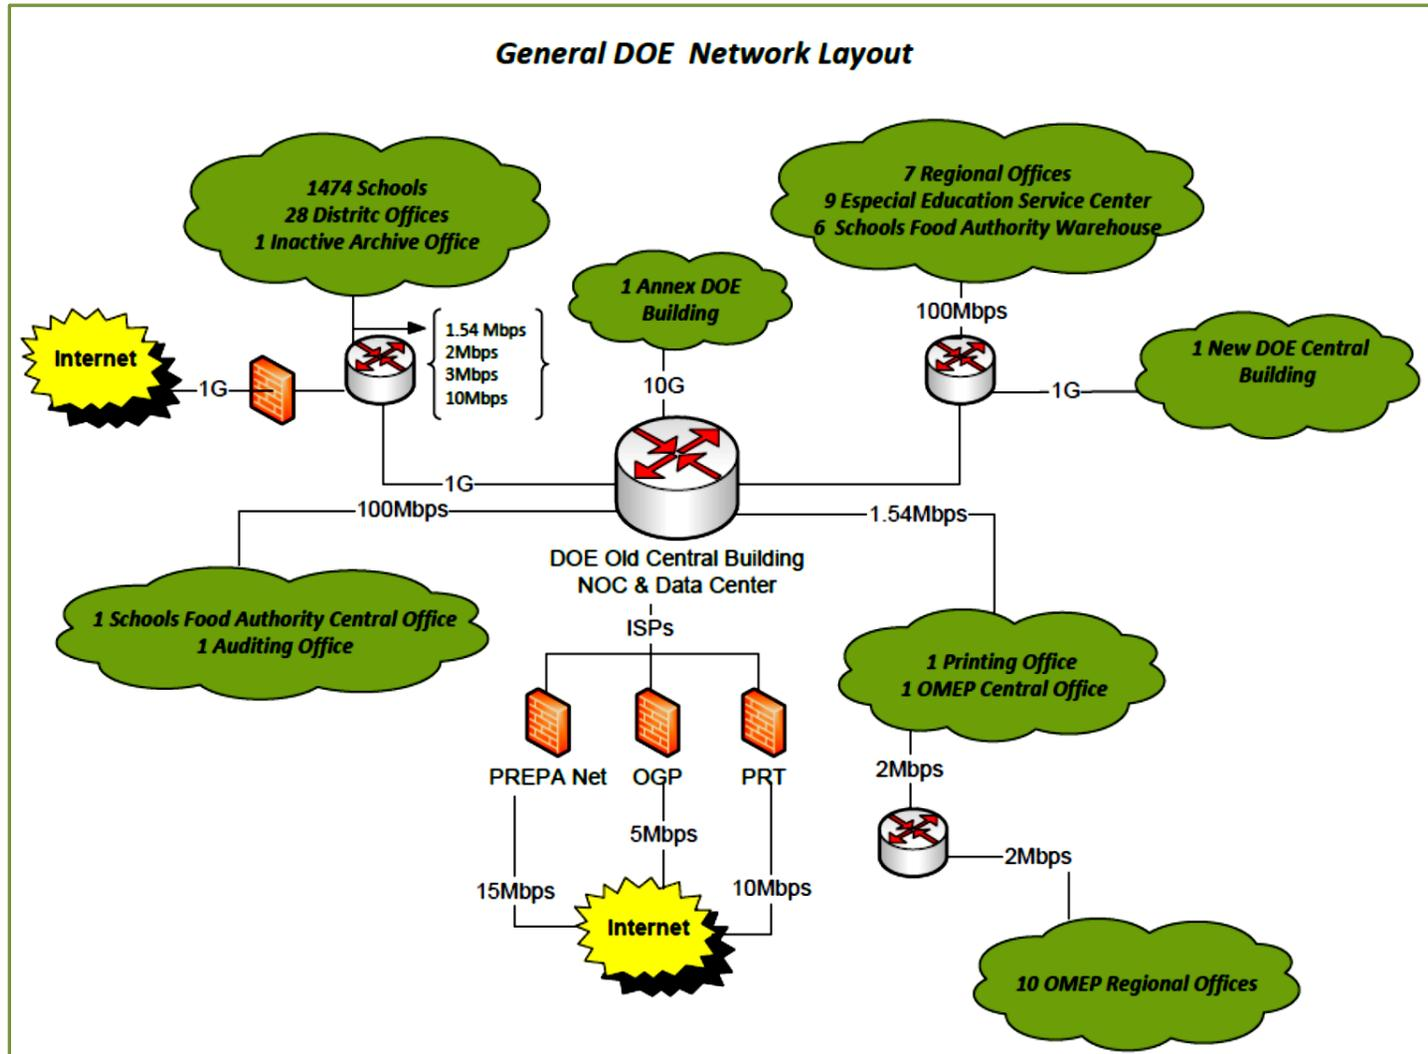 General DOE Network Layout
1474 Schools
28 Distritc Offices
1 Inactive Archive Office
7 Regional Offices
9 Especial Education Service Center
6 Schools Food Authority Warehouse
1 Annex DOE
Building
100Mbps
1.54 Mbps
2Mbps
3Mbps
10Mbps
Internet
1G
10G
1G
1 New DOE Central
Building
1G
100Mbps
1.54Mbps
DOE Old Central Building
NOC & Data Center
ISPs
1 Schools Food Authority Central Office
1 Auditing Office
1 Printing Office
1 OMEP Central Office
PREPA Net
OGP
PRT
2Mbps
5Mbps
15Mbps
10Mbps
2Mbps
Internet
10 OMEP Regional Offices